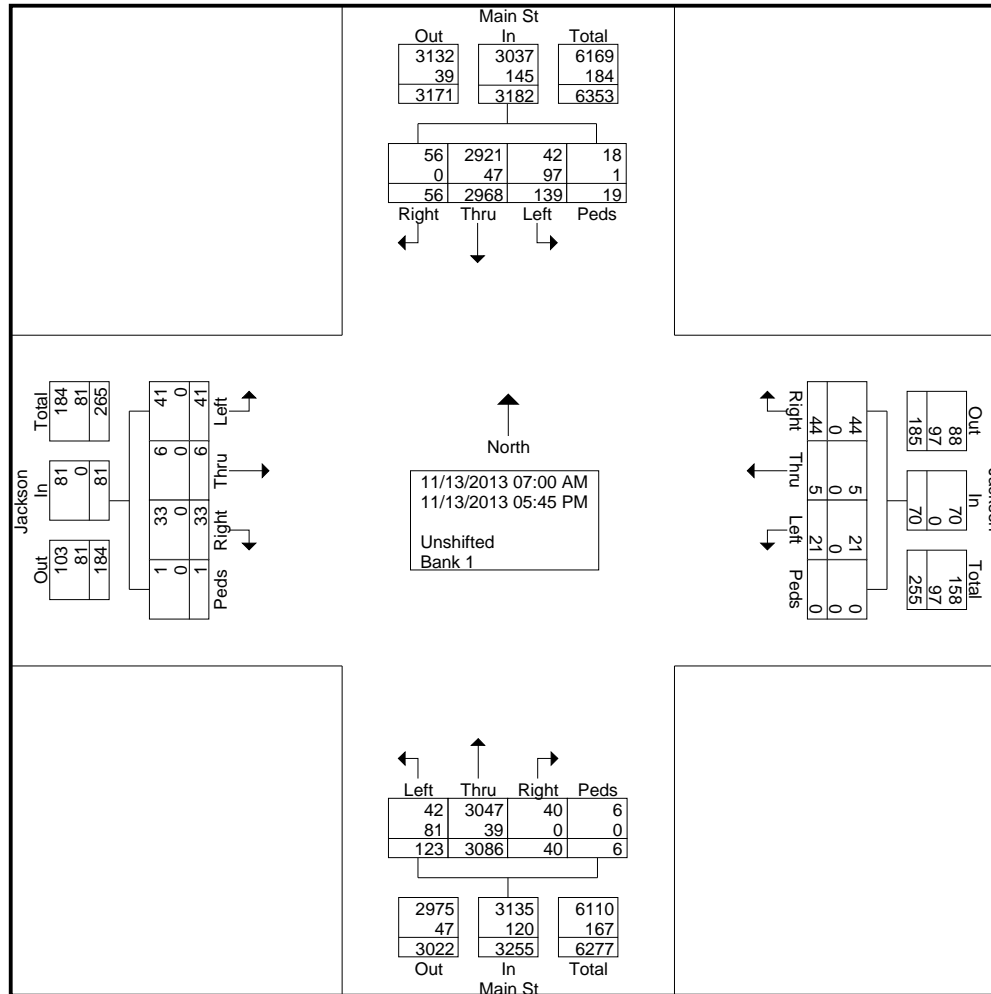 Main St
Out In Total
3132 3037 6169
39 145 184
3171 3182 6353
56 2921 42 18
0 47 97 1
56 2968 139 19
Right Thru Left Peds
Jackson
Total In Out
184 81 265
81 0 81
103 81 184
Left Thru Right Peds
41 0 41
6 0 6
33 0 33
1 0 1
North
11/13/2013 07:00 AM
11/13/2013 05:45 PM
Unshifted
Bank 1
Right Thru Left Peds
44 0 44
5 0 5
21 0 21
0 0 0
Out In Total
88 97 185
70 0 70
158 97 255
Left Thru Right Peds
42 3047 40 6
81 39 0 0
123 3086 40 6
2975 3135 6110
47 120 167
3022 3255 6277
Out In Total
Main St